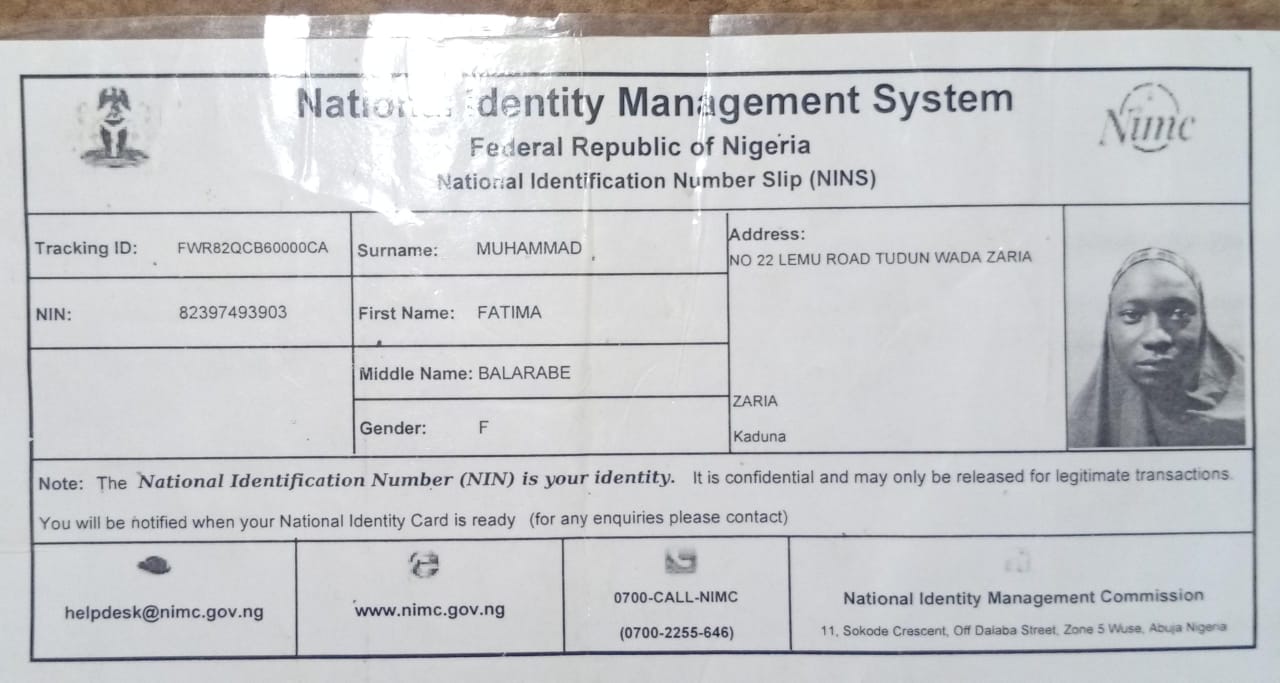 National Identity Management System
Federal Republic of Nigeria
National Identification Number Slip (NINS)
Nimc
Tracking ID: FWR82QCB60000CA
Surname: MUHAMMAD
Address:
NO 22 LEMU ROAD TUDUN WADA ZARIA
NIN: 82397493903
First Name: FATIMA
Middle Name: BALARABE
ZARIA
Gender: F
Kaduna
Note: The National Identification Number (NIN) is your identity. It is confidential and may only be released for legitimate transactions.
You will be notified when your National Identity Card is ready (for any enquiries please contact)
helpdesk@nimc.gov.ng
www.nimc.gov.ng
0700-CALL-NIMC
(0700-2255-646)
National Identity Management Commission
11, Sokode Crescent, Off Dalaba Street, Zone 5 Wuse, Abuja Nigeria